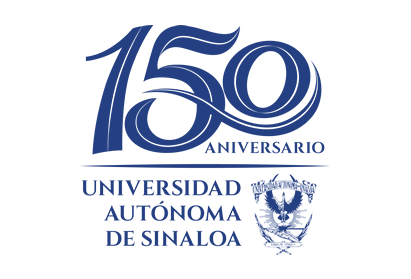 150
ANIVERSARIO
UNIVERSIDAD
AUTÓNOMA
DE SINALOA